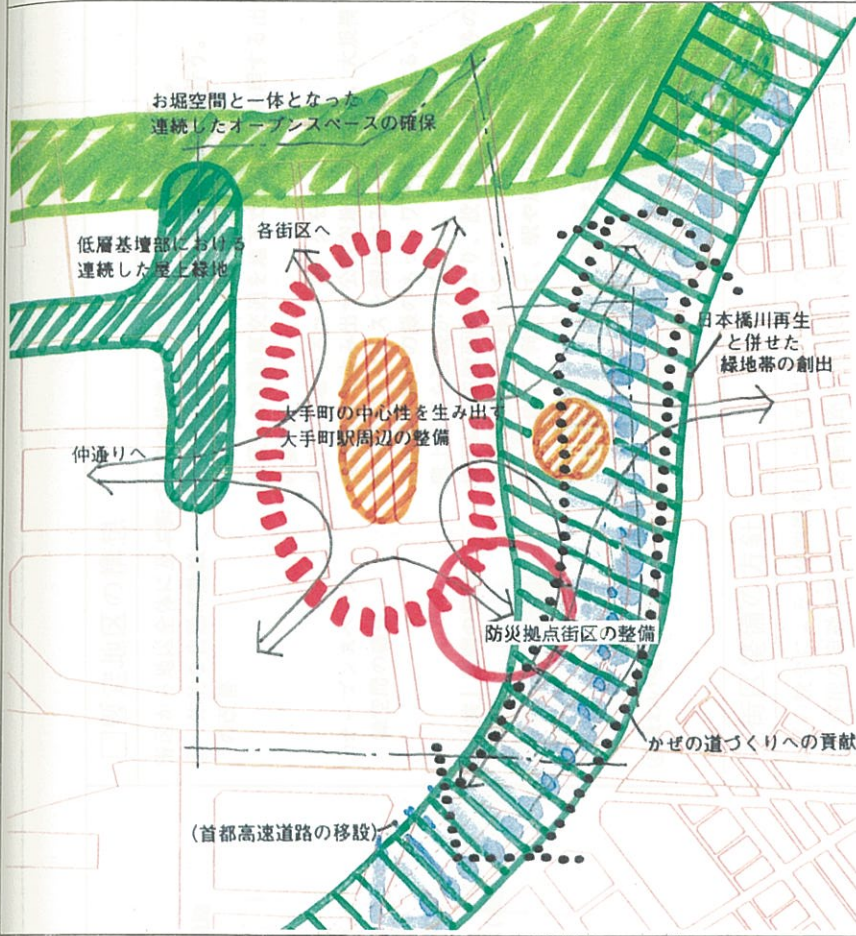 お堀空間と一体となった
連続したオープンスペースの確保
各街区へ
低層基壇部における
連続した屋上緑地
日本橋川再生
と併せた
緑地帯の創出
大手町の中心性を生み出す
大手町駅周辺の整備
仲通りへ
防災拠点街区の整備
かぜの道づくりへの貢献
(首都高速道路の移設)